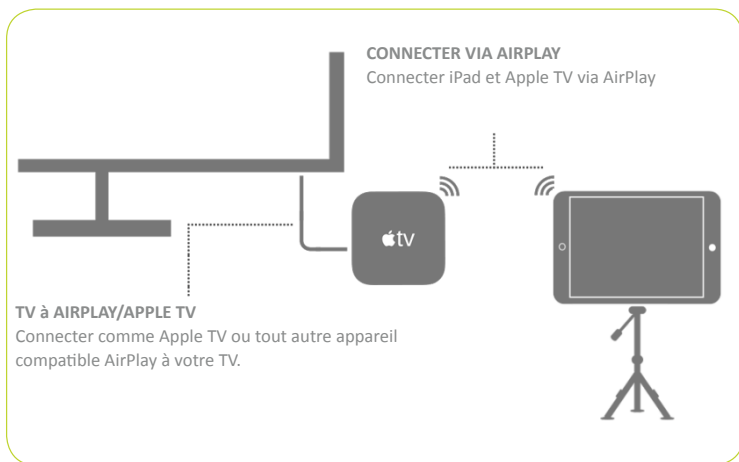 CONNECTER VIA AIRPLAY
Connecter iPad et Apple TV via AirPlay
tv
TV à AIRPLAY/APPLE TV
Connecter comme Apple TV ou tout autre appareil
compatible AirPlay à votre TV.